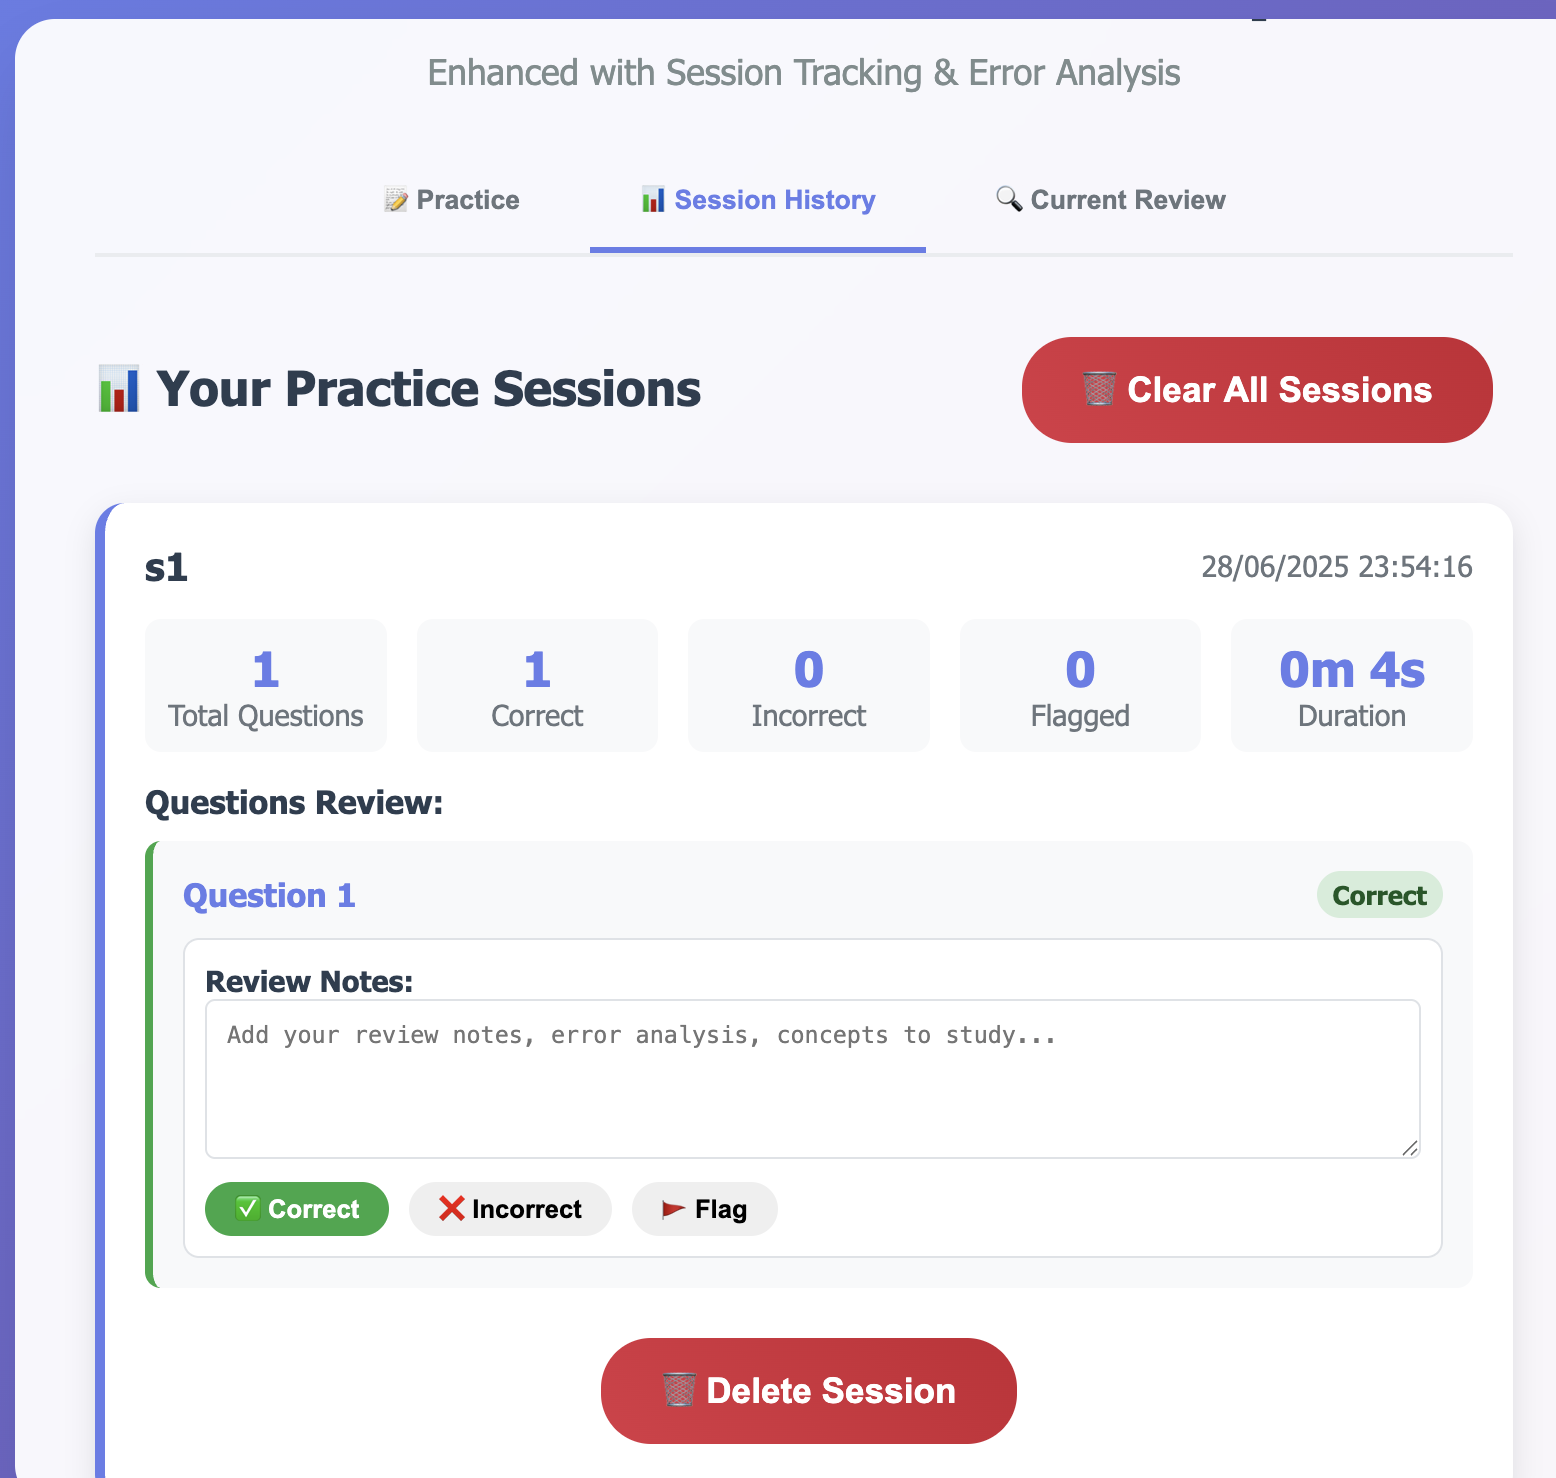 Enhanced with Session Tracking & Error Analysis
📝 Practice
📊 Session History
🔍 Current Review
📊 Your Practice Sessions
🗑️ Clear All Sessions
s1
28/06/2025 23:54:16
1
Total Questions
1
Correct
0
Incorrect
0
Flagged
0m 4s
Duration
Questions Review:
Question 1
Correct
Review Notes:
Add your review notes, error analysis, concepts to study...
✅ Correct
❌ Incorrect
🚩 Flag
🗑️ Delete Session